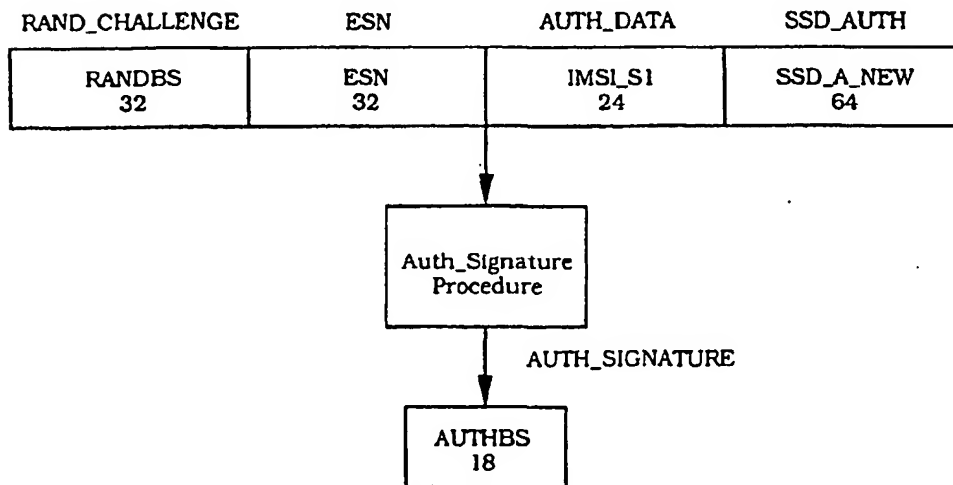 RAND_CHALLENGE ESN AUTH_DATA SSD_AUTH
RANDBS ESN IMSI_S1 SSD_A_NEW
32 32 24 64
Auth_Signature
Procedure
AUTH_SIGNATURE
AUTHBS
18